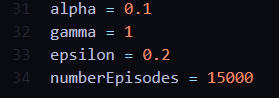 31 alpha = 0.1
32 gamma = 1
33 epsilon = 0.2
34 numberEpisodes = 15000